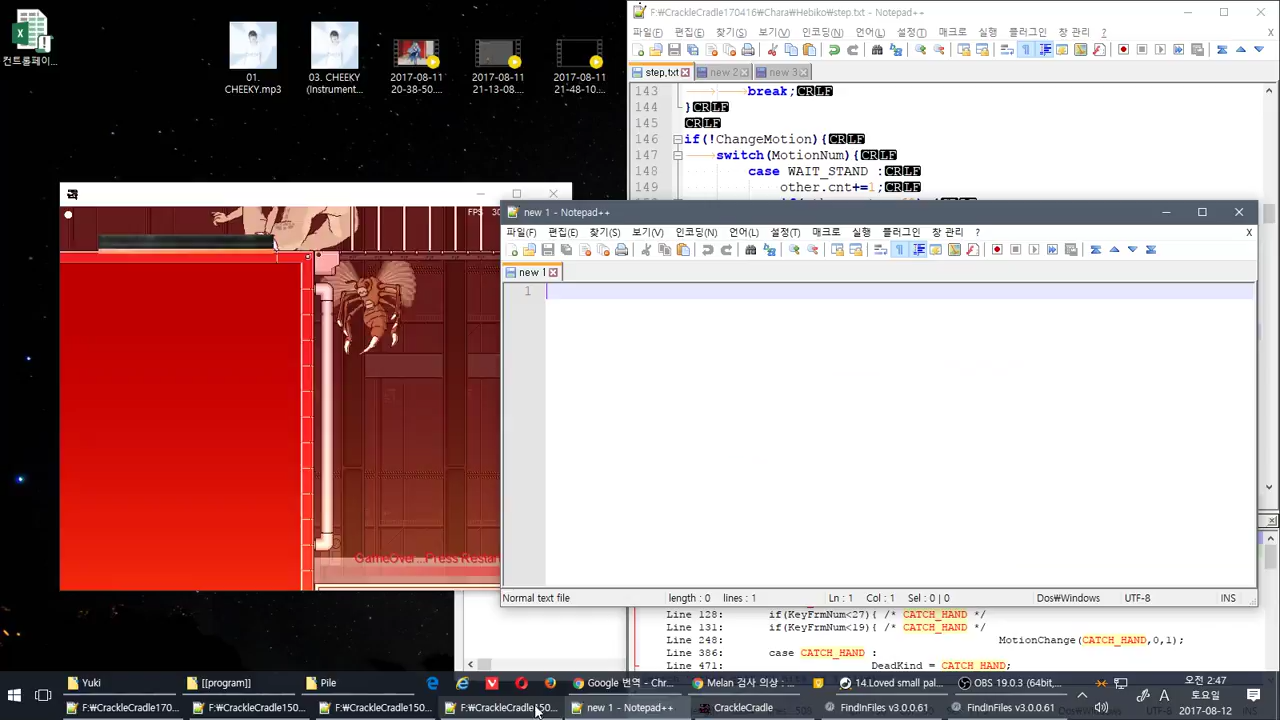 컨트롤페이...
01.
CHEEKY.mp3
03. CHEEKY
(Instrument...
2017-08-11
20-38-50....
2017-08-11
21-13-08....
2017-08-11
21-48-10....
F:₩CrackleCradle170416₩Chara₩Hebiko₩step.txt - Notepad++
파일(F) 편집(E) 찾기(S) 보기(V) 인코딩(N) 언어(L) 설정(T) 매크로 실행 플러그인 창 관리 ?
step.txt new 2 new 3
143 break;CRLF
144 }CRLF
145 CRLF
146 if(!ChangeMotion){CRLF
147 switch(MotionNum){CRLF
148 case WAIT_STAND :CRLF
149 other.cnt+=1;CRLF
FPS 30
GameOver...Press Restar
new 1 - Notepad++
파일(F) 편집(E) 찾기(S) 보기(V) 인코딩(N) 언어(L) 설정(T) 매크로 실행 플러그인 창 관리 ? X
new 1
1
Normal text file length : 0 lines : 1 Ln : 1 Col : 1 Sel : 0 | 0 Dos₩Windows UTF-8 INS
Line 128: if(KeyFrmNum<27){ /* CATCH_HAND */
Line 131: if(KeyFrmNum<19){ /* CATCH_HAND */
Line 248: MotionChange(CATCH_HAND,0,1);
Line 386: case CATCH_HAND :
Line 471: DeadKind = CATCH_HAND;
Yuki [[program]] Pile Google 번역 - Chr... Melan 검사 의상 : ... 14.Loved small pal... OBS 19.0.3 (64bit,... 오전 2:47
토요일
F:₩CrackleCradle170... F:₩CrackleCradle150... F:₩CrackleCradle150... F:₩CrackleCradle150... new 1 - Notepad++ CrackleCradle FindInFiles v3.0.0.61 FindInFiles v3.0.0.61 A 2017-08-12